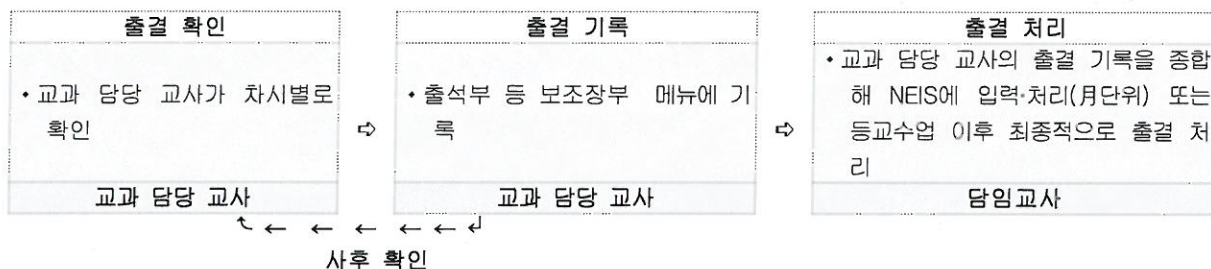 출결 확인
• 교과 담당 교사가 차시별로
확인
교과 담당 교사
⇨
출결 기록
• 출석부 등 보조장부 메뉴에 기
록
교과 담당 교사
⇨
출결 처리
• 교과 담당 교사의 출결 기록을 종합
해 NEIS에 입력·처리(月단위) 또는
등교수업 이후 최종적으로 출결 처
리
담임교사
사후 확인